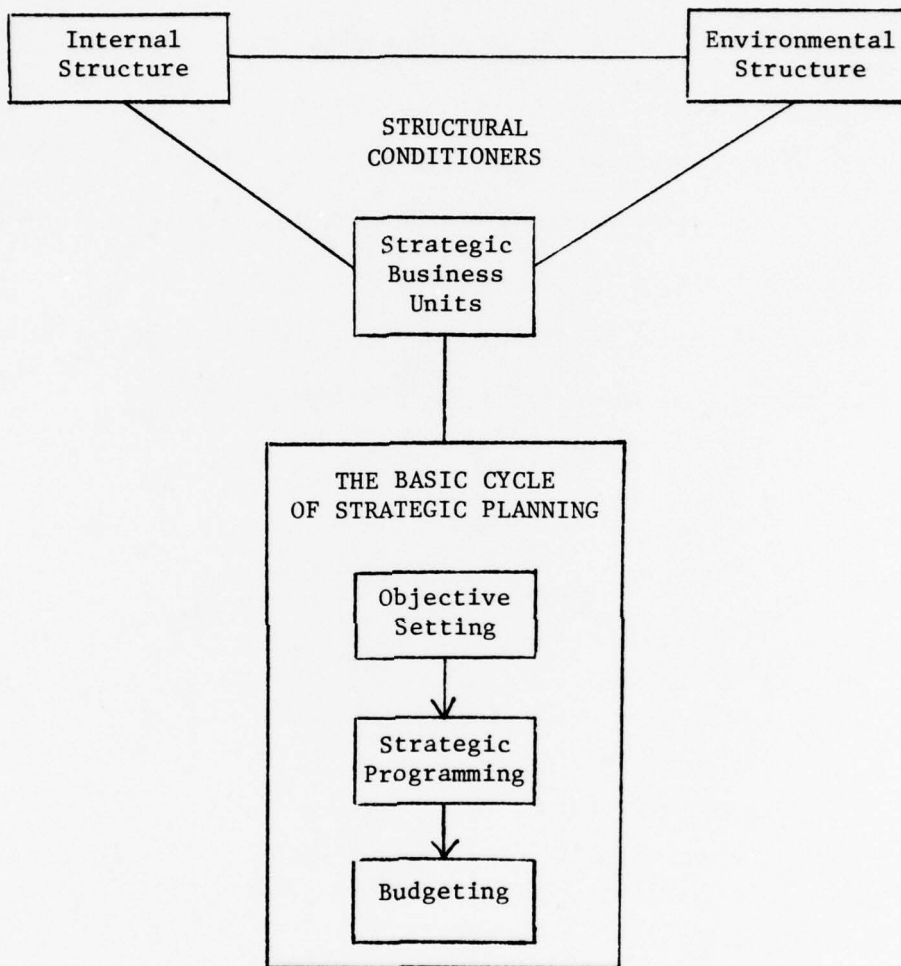 Internal
Structure
Environmental
Structure
STRUCTURAL
CONDITIONERS
Strategic
Business
Units
THE BASIC CYCLE
OF STRATEGIC PLANNING
Objective
Setting
Strategic
Programming
Budgeting